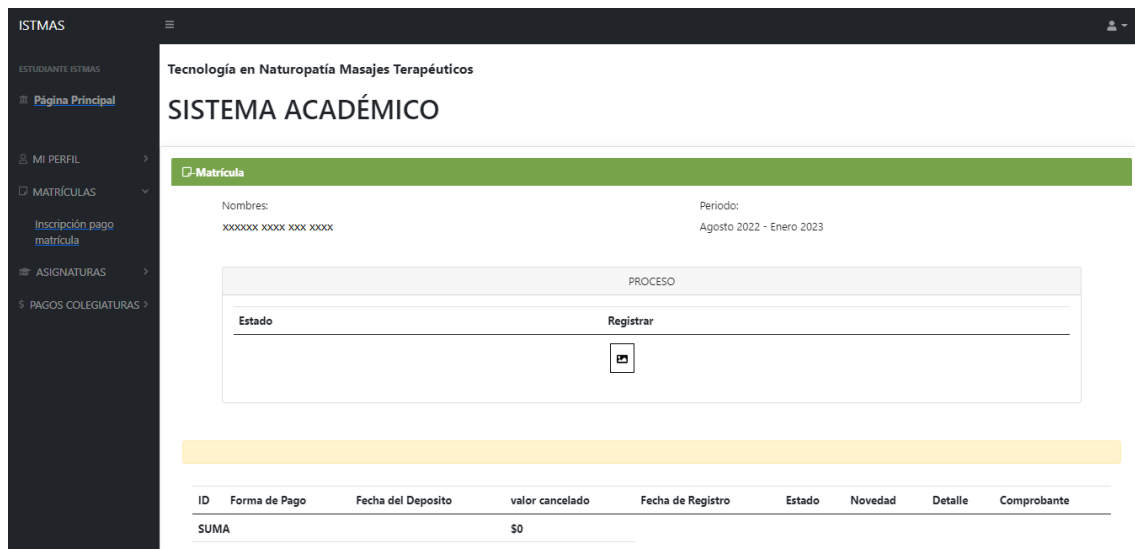 ISTMAS
ESTUDIANTE ISTMAS
Página Principal
MI PERFIL
MATRÍCULAS
Inscripción pago
matrícula
ASIGNATURAS
$ PAGOS COLEGIATURAS
Tecnología en Naturopatía Masajes Terapéuticos
SISTEMA ACADÉMICO
Matrícula
Nombres: Periodo:
xxxxxx xxxx xxx xxxx Agosto 2022 - Enero 2023
PROCESO
Estado Registrar
ID Forma de Pago Fecha del Deposito valor cancelado Fecha de Registro Estado Novedad Detalle Comprobante
SUMA $0